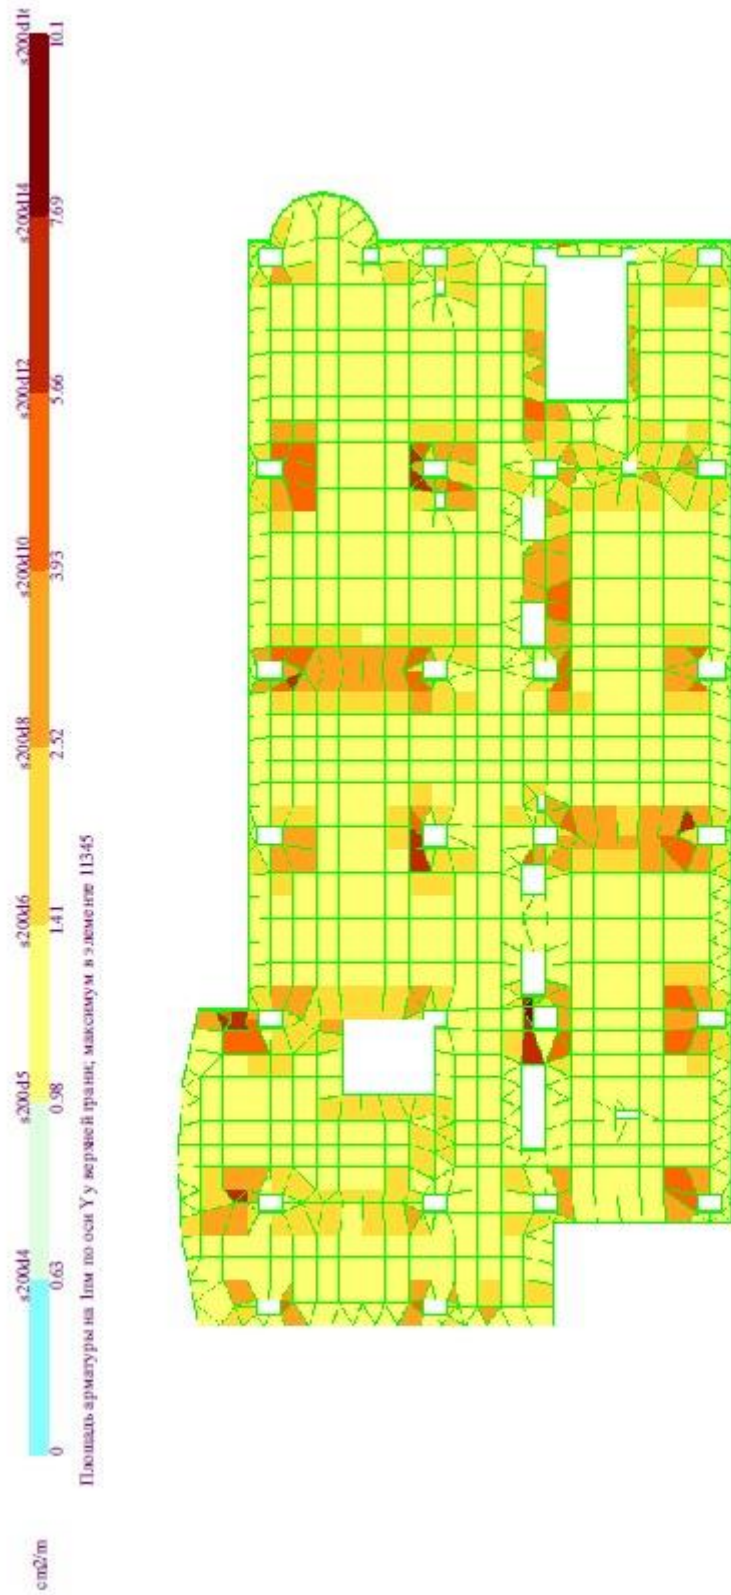 cm2/m
s200d4 s200d5 s200d6 s200d8 s200d10 s200d12 s200d14 s200d16
0 0.63 0.98 1.41 2.52 3.93 5.66 7.69 10.1
Площадь арматуры на 1пм по оси Y у верхней грани; максимум в элементе 11345